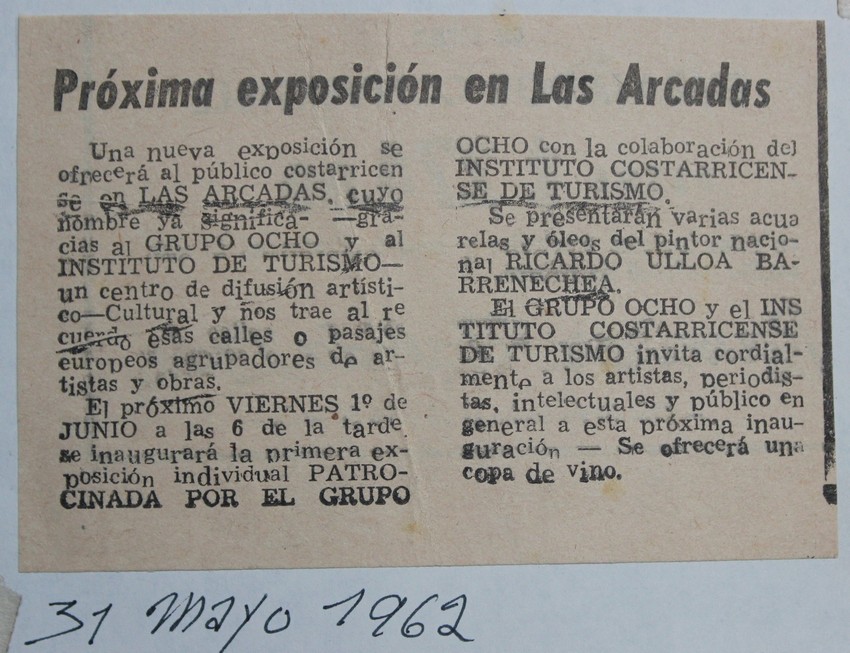 Próxima exposición en Las Arcadas
Una nueva exposición se
ofrecerá al público costarricen
se en LAS ARCADAS, cuyo
nombre ya significa- —gra-
cias al GRUPO OCHO y al
INSTITUTO DE TURISMO—
un centro de difusión artísti-
co—Cultural y nos trae al re
cuerdo esas calles o pasajes
europeos agrupadores de ar-
tistas y obras.
El próximo VIERNES 1º de
JUNIO a las 6 de la tarde
se inaugurará la primera ex-
posición individual PATRO-
CINADA POR EL GRUPO
OCHO con la colaboración del
INSTITUTO COSTARRICEN-
SE DE TURISMO.
Se presentarán varias acua
relas y óleos del pintor nacio-
nal RICARDO ULLOA BA-
RRENECHEA.
El GRUPO OCHO y el INS
TITUTO COSTARRICENSE
DE TURISMO invita cordial-
mente a los artistas, periodis-
tas, intelectuales y público en
general a esta próxima inau-
guración — Se ofrecerá una
copa de vino.
31 Mayo 1962